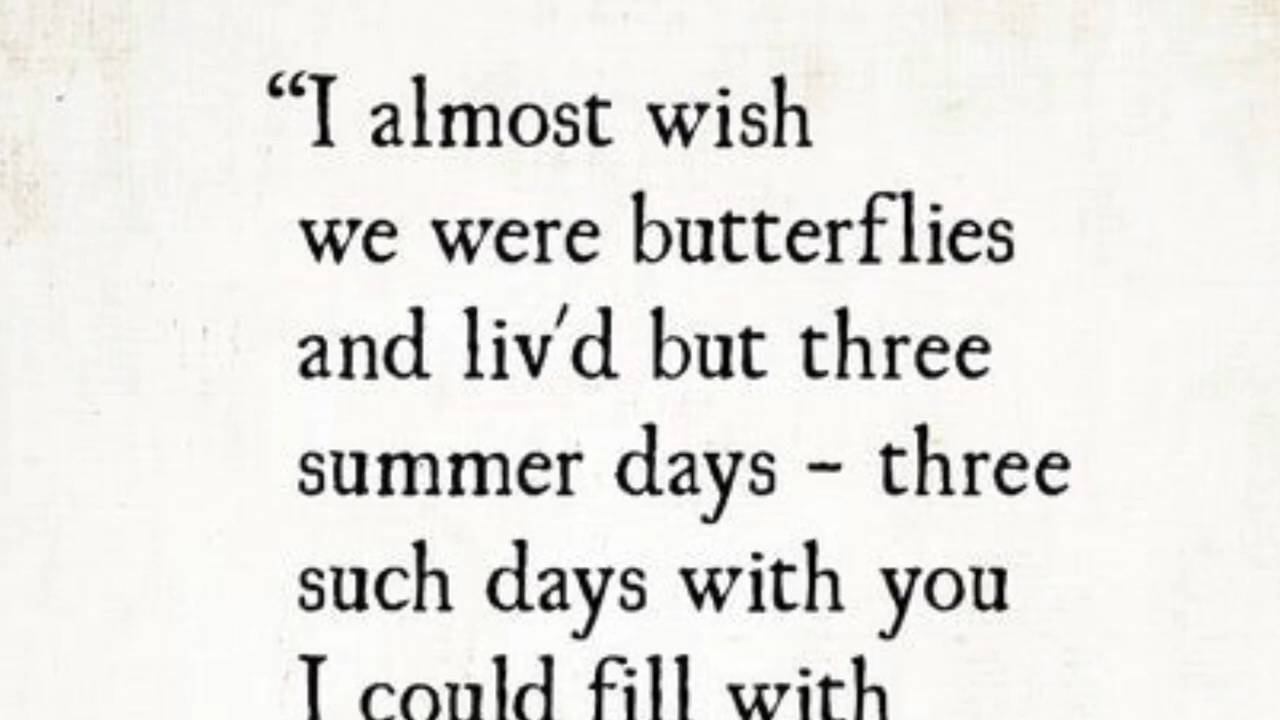 “I almost wish
we were butterflies
and liv'd but three
summer days - three
such days with you
I could fill with